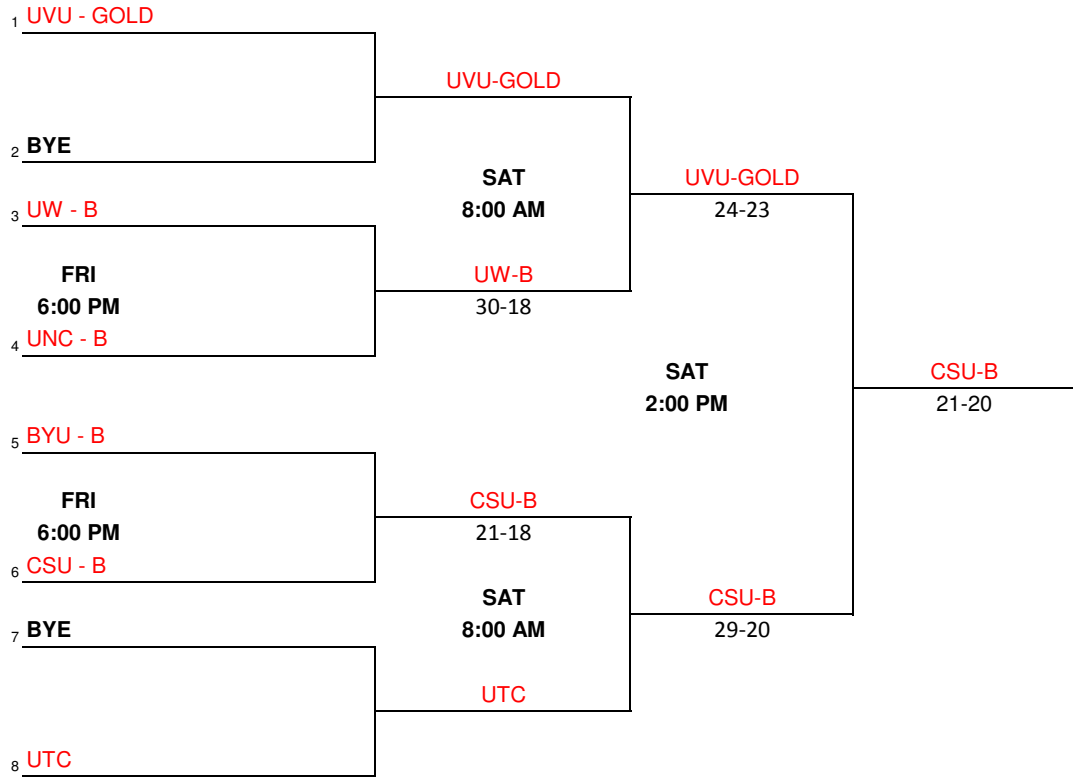 1 UVU - GOLD
UVU-GOLD
2 BYE
SAT
8:00 AM
UVU-GOLD
24-23
3 UW - B
FRI
6:00 PM
UW-B
30-18
4 UNC - B
SAT
2:00 PM
CSU-B
21-20
5 BYU - B
FRI
6:00 PM
CSU-B
21-18
6 CSU - B
SAT
8:00 AM
CSU-B
29-20
7 BYE
UTC
8 UTC